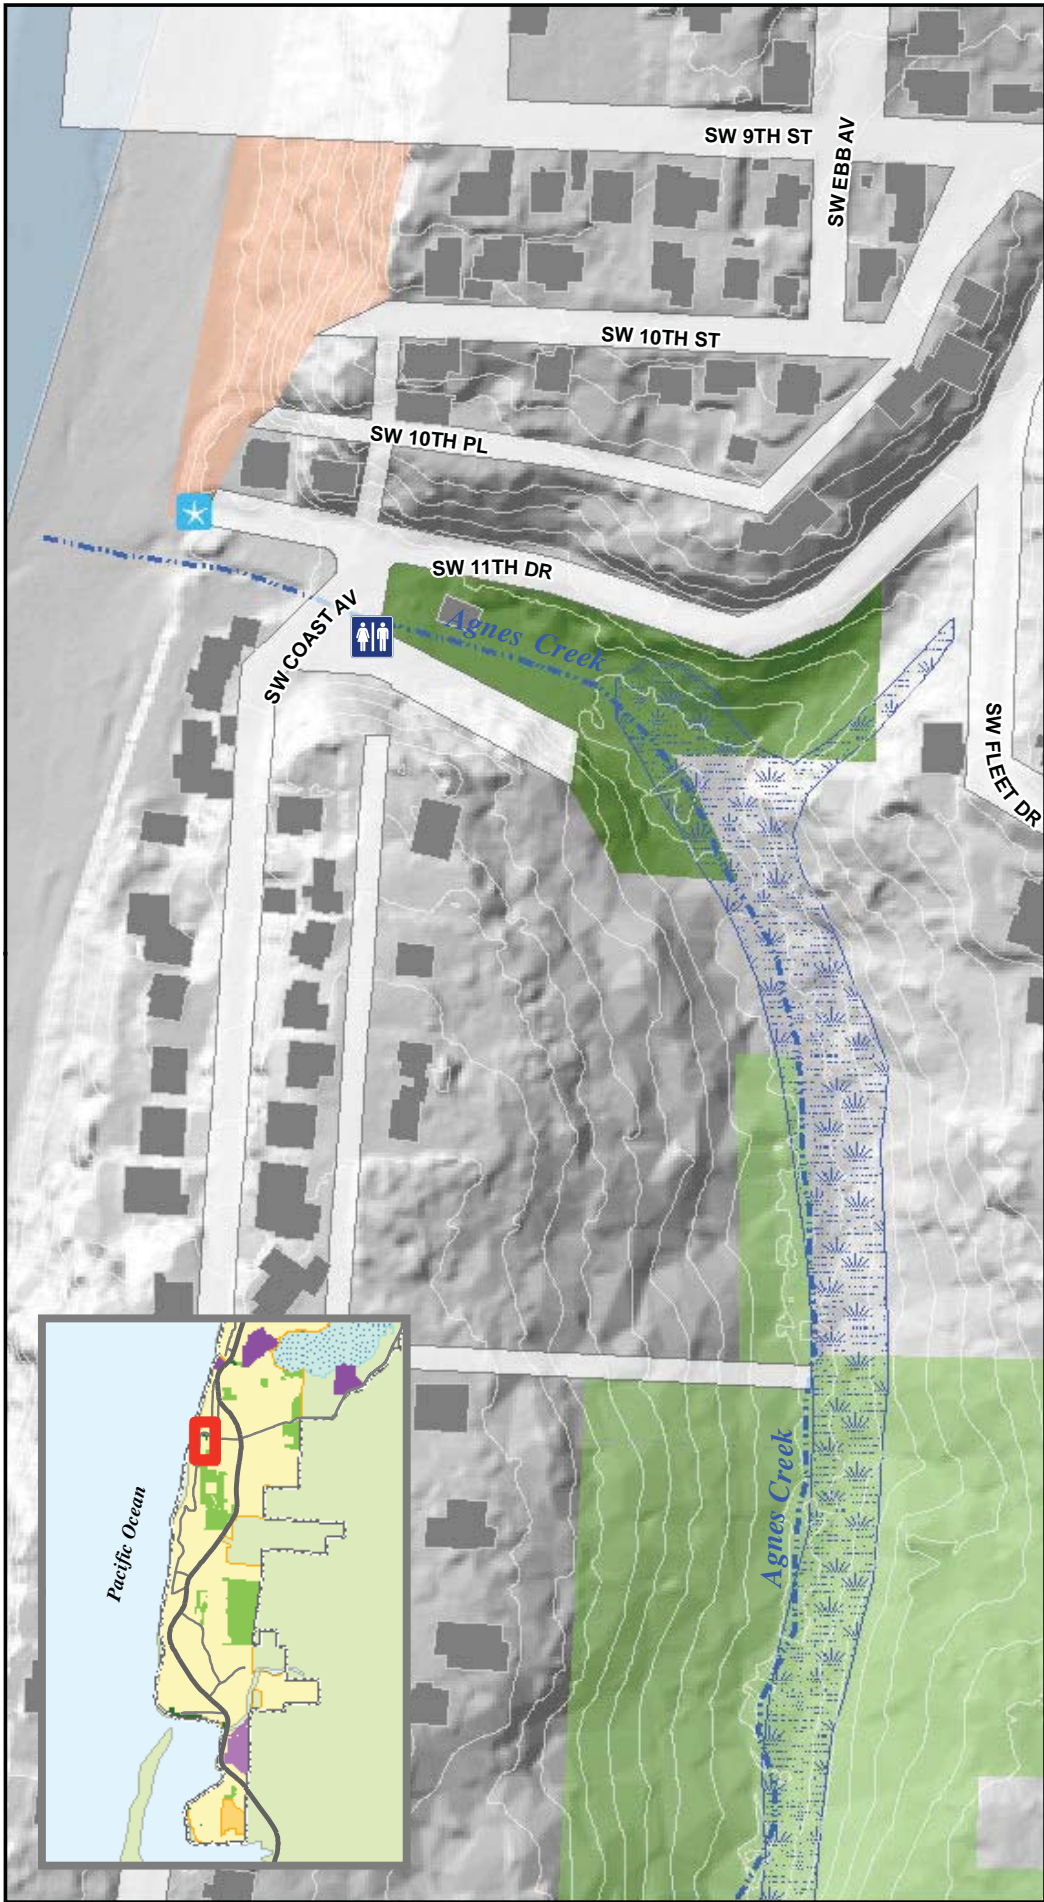 SW 9TH ST
SW EBB AV
SW 10TH ST
SW 10TH PL
SW 11TH DR
SW COAST AV
Agnes Creek
SW FLEET DR
Agnes Creek
Pacific Ocean